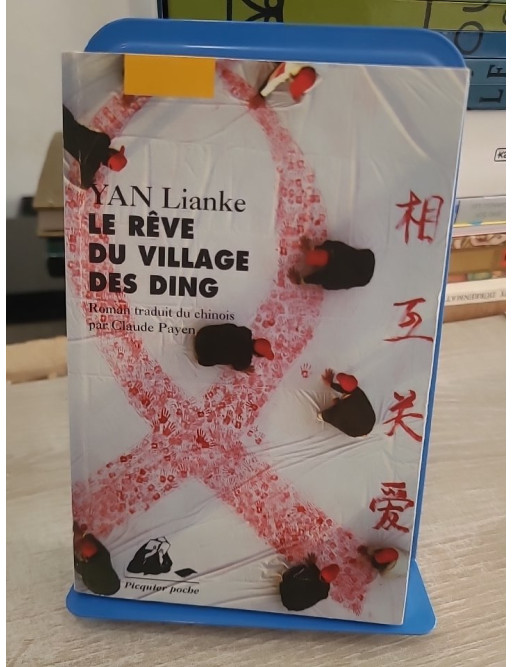 YAN Lianke
LE RÊVE
DU VILLAGE
DES DING
Roman traduit du chinois
par Claude Payen
相
互
关
爱
Picquier poche